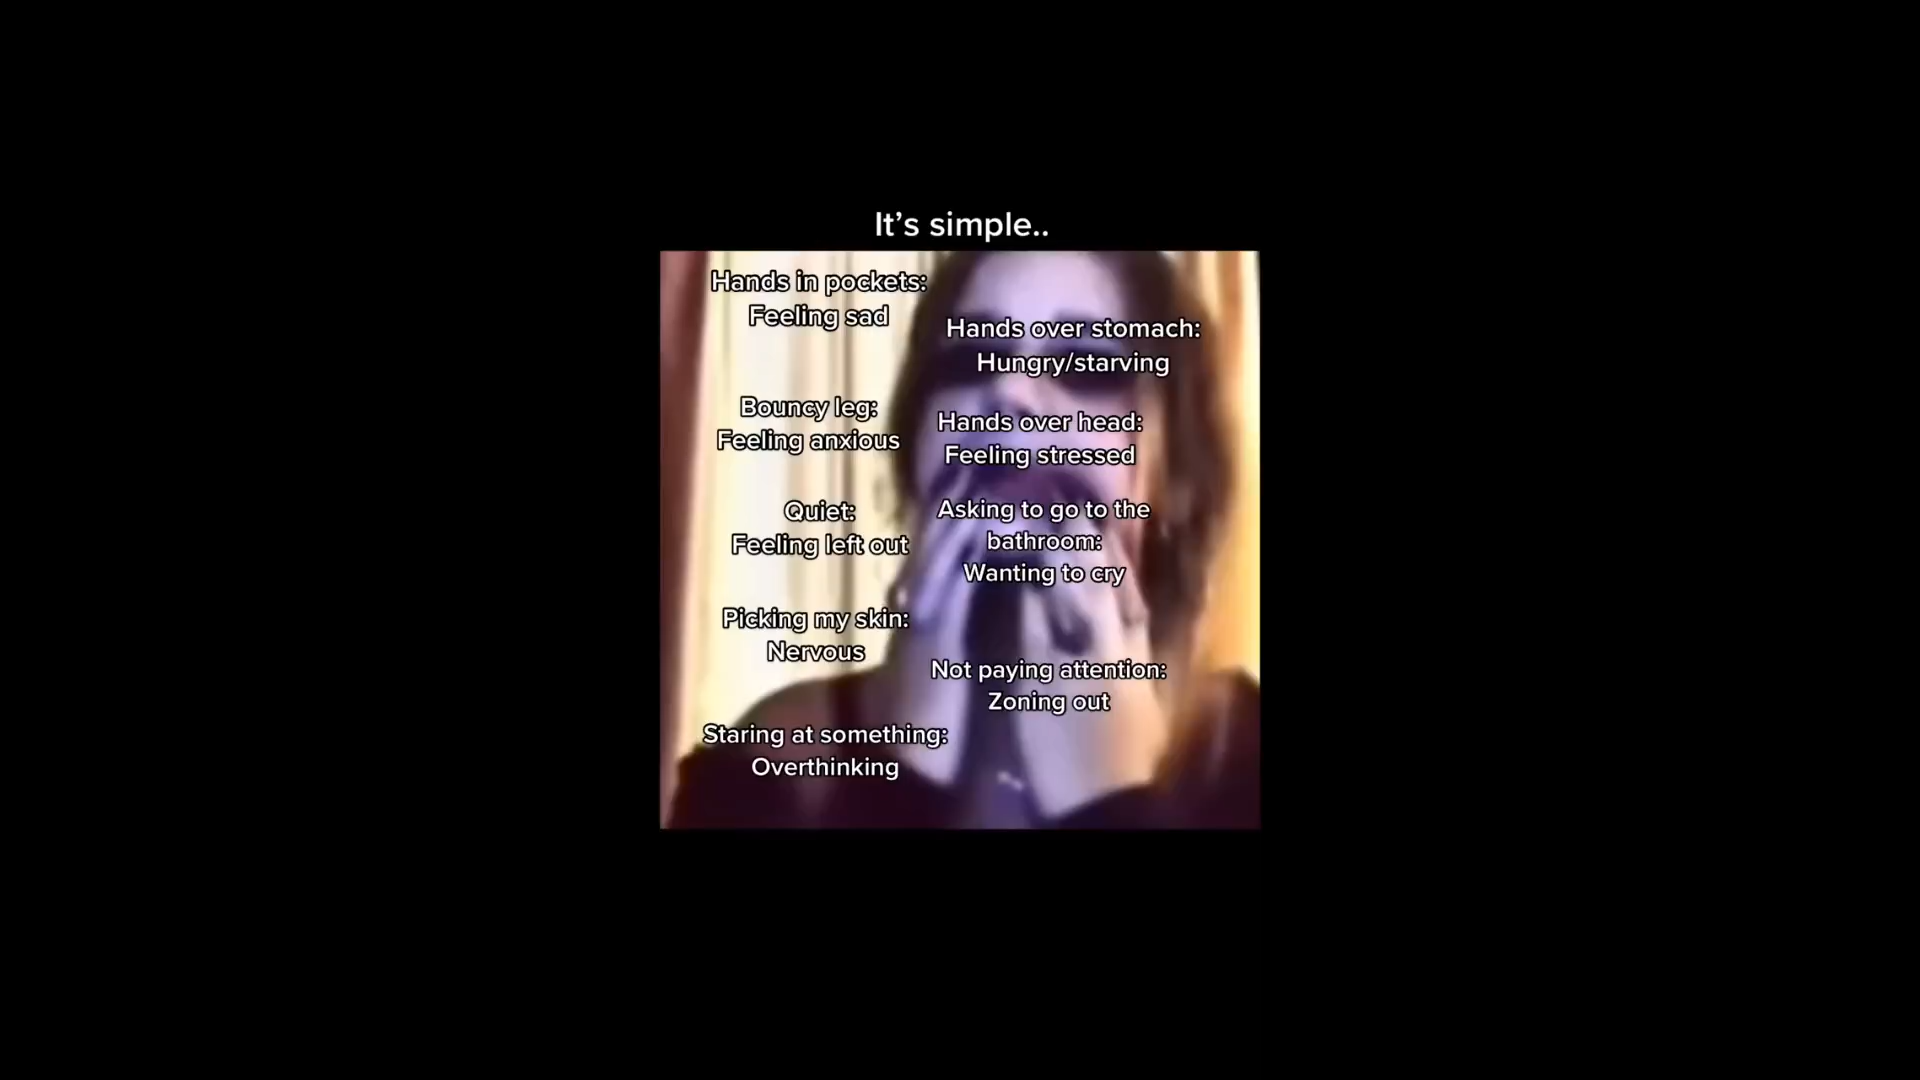 It’s simple..
Hands in pockets:
Feeling sad
Bouncy leg:
Feeling anxious
Quiet:
Feeling left out
Picking my skin:
Nervous
Staring at something:
Overthinking
Hands over stomach:
Hungry/starving
Hands over head:
Feeling stressed
Asking to go to the
bathroom:
Wanting to cry
Not paying attention:
Zoning out